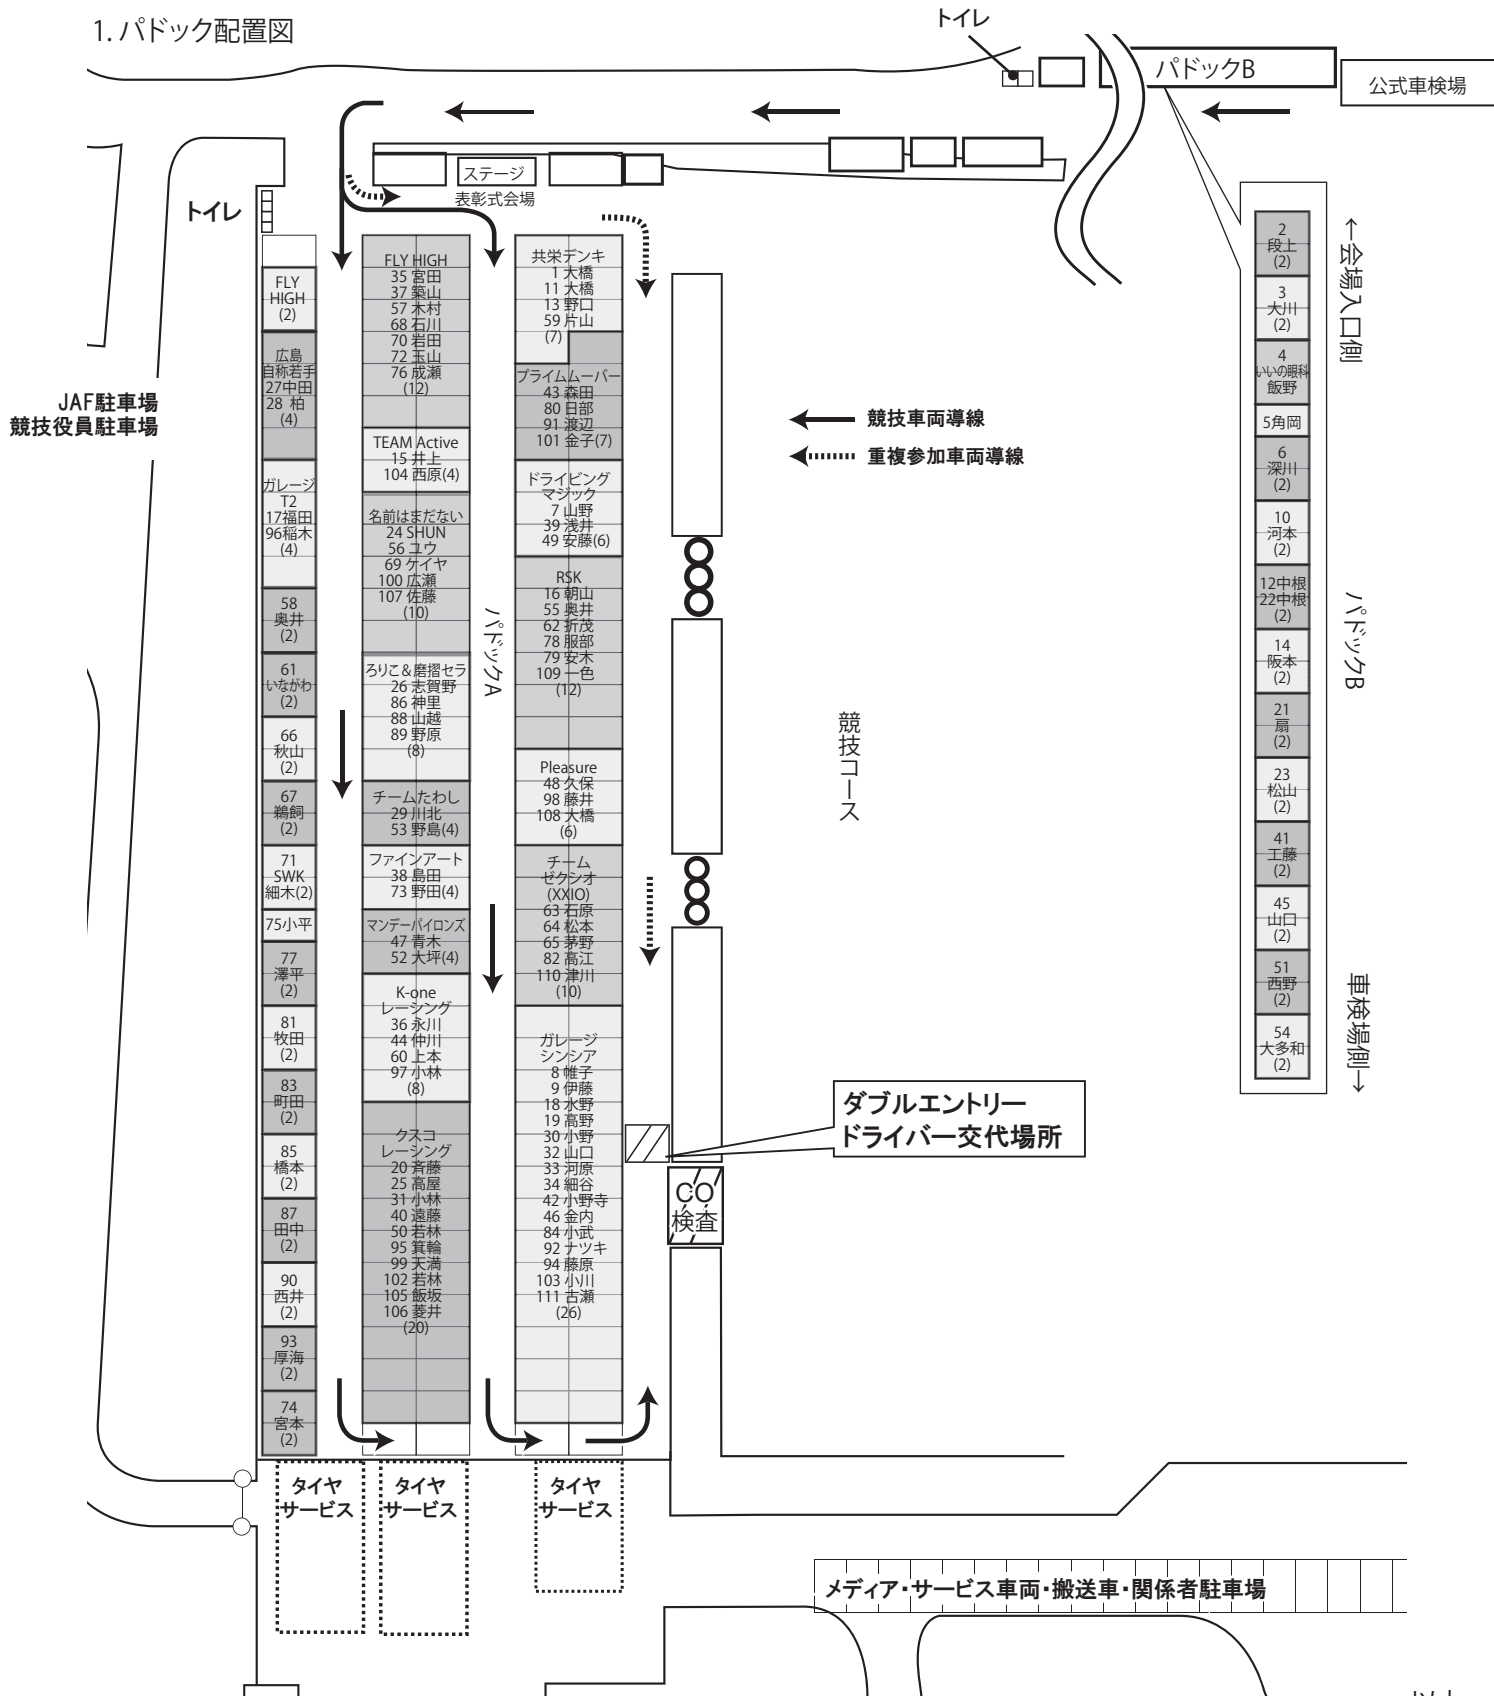 1. パドック配置図
トイレ
パドックB
公式車検場
ステージ
表彰式会場
トイレ
JAF駐車場
競技役員駐車場
FLY
HIGH
(2)
広島
自称若手
27中田
28 柏
(4)
ガレージ
T2
17福田
96稲木
(4)
58
奥井
(2)
61
いながわ
(2)
66
秋山
(2)
67
鵜飼
(2)
71
SWK
細木(2)
75小平
77
澤平
(2)
81
牧田
(2)
83
町田
(2)
85
橋本
(2)
87
田中
(2)
90
西井
(2)
93
厚海
(2)
74
宮本
(2)
FLY HIGH
35 宮田
37 築山
57 木村
68 石川
70 岩田
72 玉山
76 成瀬
(12)
TEAM Active
15 井上
104 西原(4)
名前はまだない
24 SHUN
56 ユウ
69 ケイヤ
100 広瀬
107 佐藤
(10)
ろりこ&磨摺セラ
26 志賀野
86 神里
88 山越
89 野原
(8)
チームたわし
29 川北
53 野島(4)
ファインアート
38 島田
73 野田(4)
マンデーパイロンズ
47 青木
52 大坪(4)
K-one
レーシング
36 永川
44 仲川
60 上本
97 小林
(8)
クスコ
レーシング
20 斉藤
25 高屋
31 小林
40 遠藤
50 若林
95 箕輪
99 天満
102 若林
105 飯坂
106 菱井
(20)
パドックA
共栄デンキ
1 大橋
11 大橋
13 野口
59 片山
(7)
プライムムーバー
43 森田
80 日部
91 渡辺
101 金子(7)
ドライビング
マジック
7 山野
39 浅井
49 安藤(6)
RSK
16 朝山
55 奥井
62 折茂
78 服部
79 安木
109 一色
(12)
Pleasure
48 久保
98 藤井
108 大橋
(6)
チーム
ゼクシオ
(XXIO)
63 石原
64 松本
65 茅野
82 高江
110 津川
(10)
ガレージ
シンシア
8 帷子
9 伊藤
18 水野
19 高野
30 小野
32 山口
33 河原
34 細谷
42 小野寺
46 金内
84 小武
92 ナツキ
94 藤原
103 小川
111 古瀬
(26)
競技車両導線
重複参加車両導線
競技コース
ダブルエントリー
ドライバー交代場所
CO
検査
2
段上
(2)
3
大川
(2)
4
いいの眼科
飯野
5角岡
6
深川
(2)
10
河本
(2)
12中根
22中根
(2)
14
阪本
(2)
21
扇
(2)
23
松山
(2)
41
工藤
(2)
45
山口
(2)
51
西野
(2)
54
大多和
(2)
←会場入口側
パドックB
車検場側→
タイヤ
サービス
タイヤ
サービス
タイヤ
サービス
メディア・サービス車両・搬送車・関係者駐車場